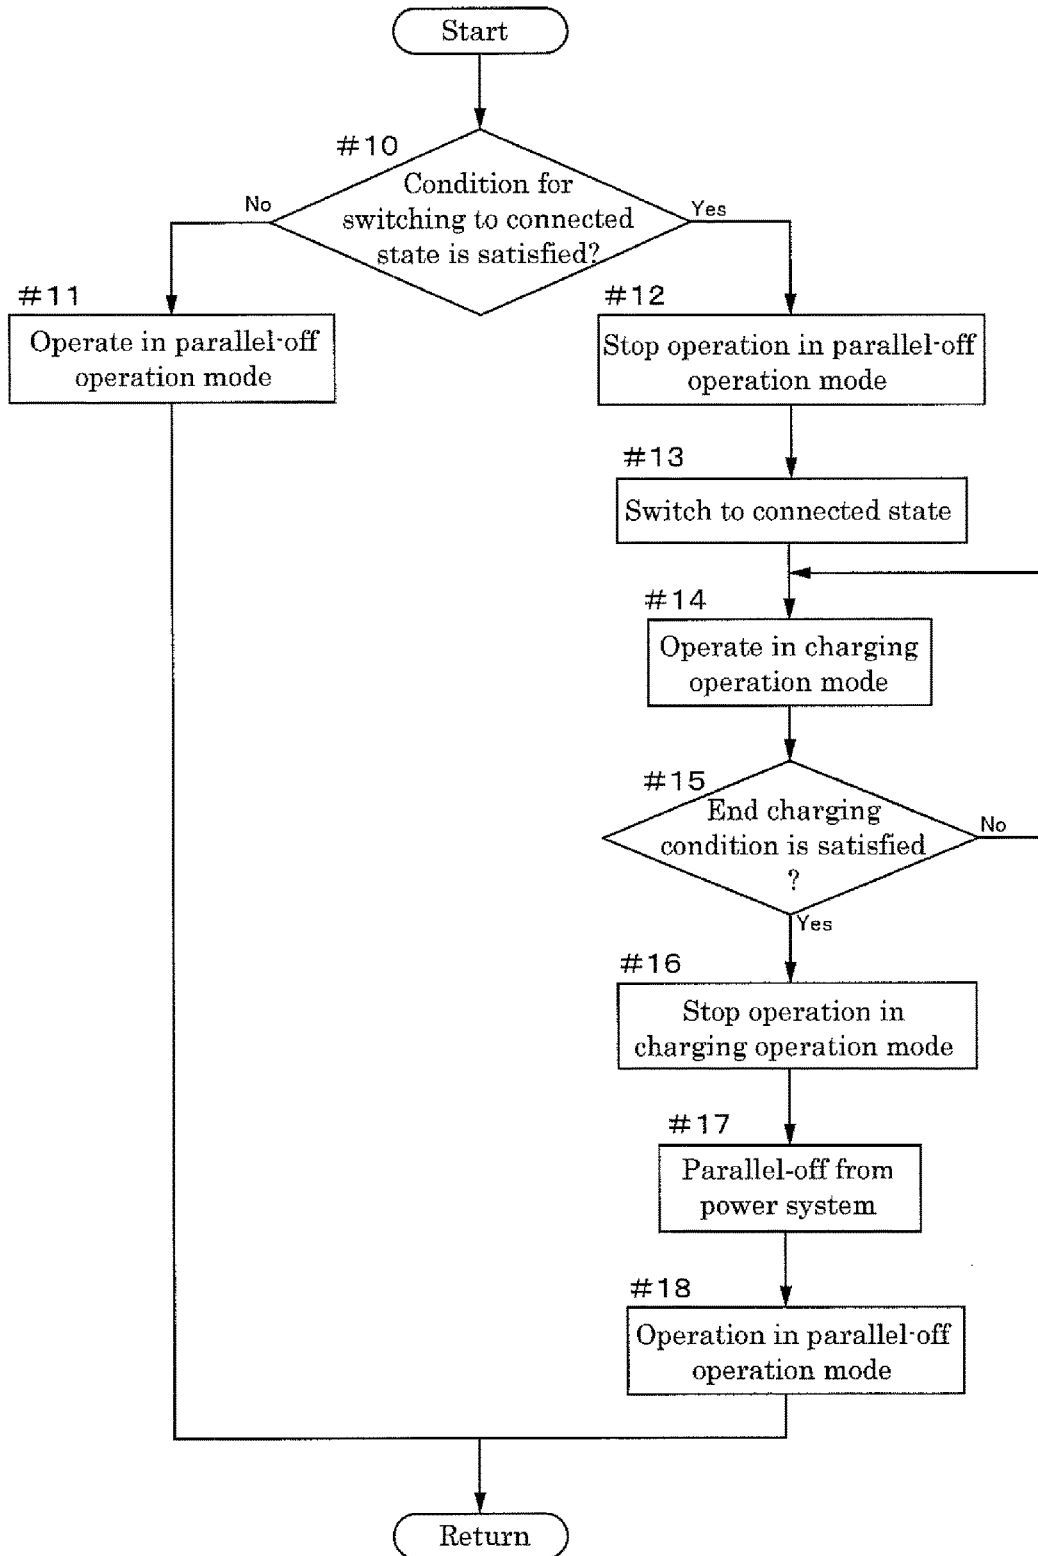 Start
#10
Condition for
switching to connected
state is satisfied?
No
Yes
#11
Operate in parallel-off
operation mode
#12
Stop operation in parallel-off
operation mode
#13
Switch to connected state
#14
Operate in charging
operation mode
#15
End charging
condition is satisfied
?
No
Yes
#16
Stop operation in
charging operation mode
#17
Parallel-off from
power system
#18
Operation in parallel-off
operation mode
Return